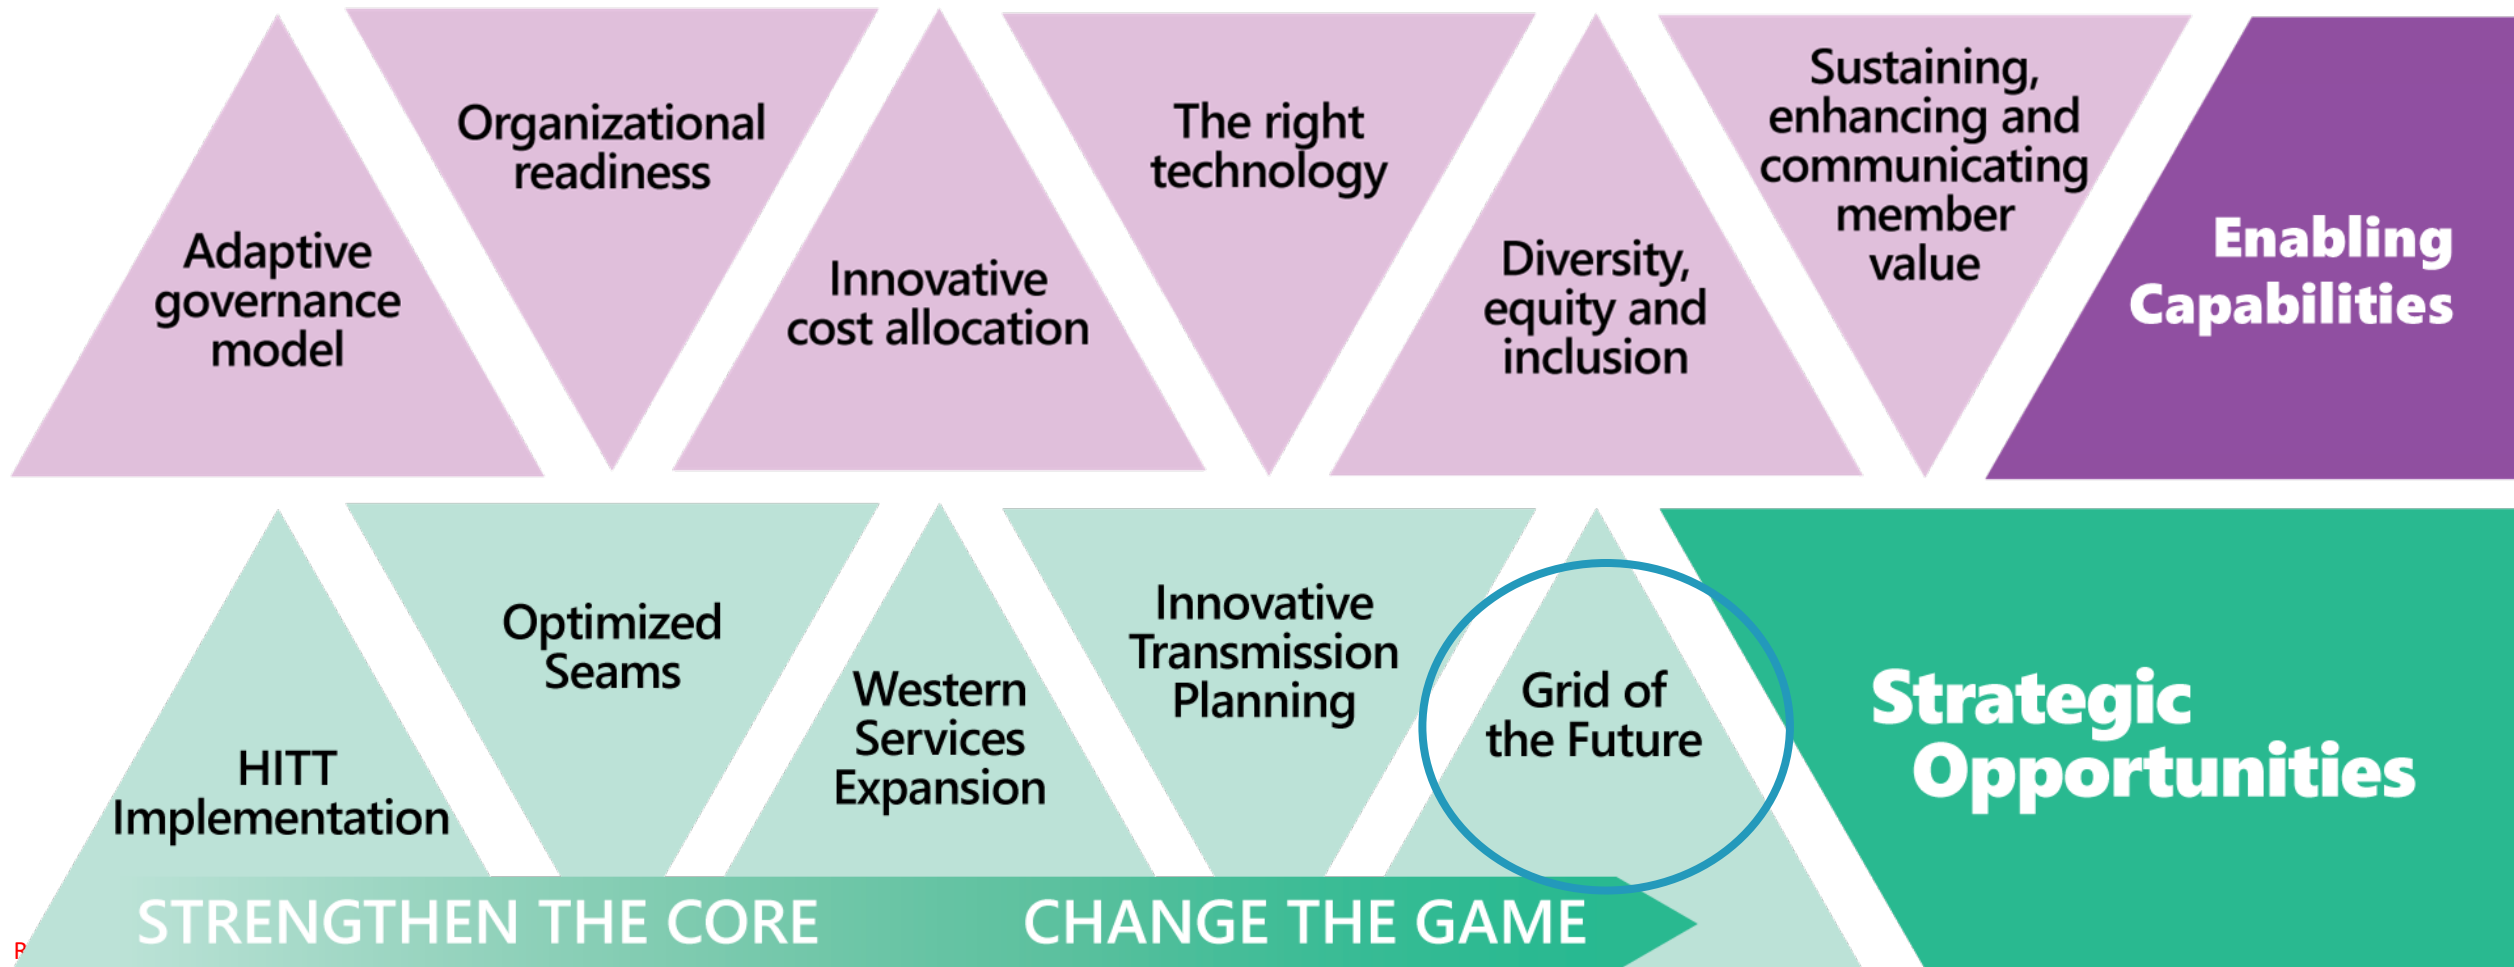 Adaptive
governance
model
Organizational
readiness
Innovative
cost allocation
The right
technology
Diversity,
equity and
inclusion
Sustaining,
enhancing and
communicating
member
value
Enabling
Capabilities
HITT
Implementation
Optimized
Seams
Western
Services
Expansion
Innovative
Transmission
Planning
Grid of
the Future
Strategic
Opportunities
STRENGTHEN THE CORE
CHANGE THE GAME